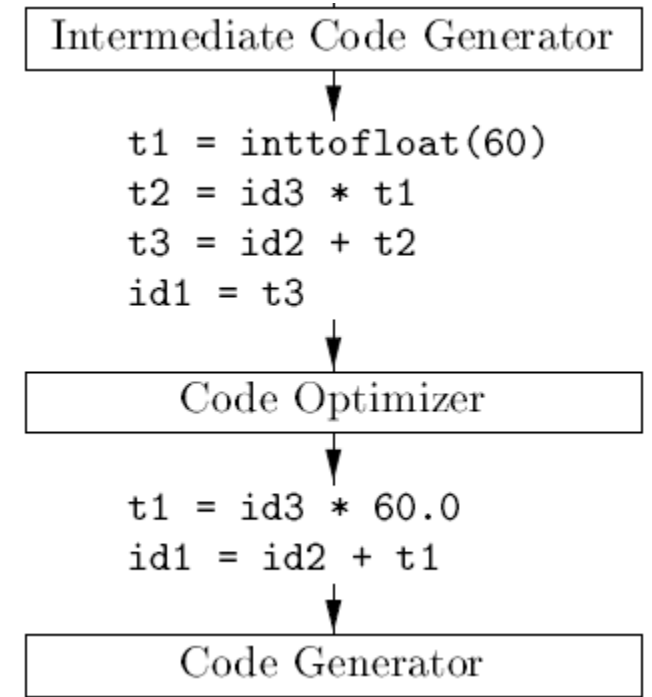 Intermediate Code Generator
t1 = inttofloat(60)
t2 = id3 * t1
t3 = id2 + t2
id1 = t3
Code Optimizer
t1 = id3 * 60.0
id1 = id2 + t1
Code Generator